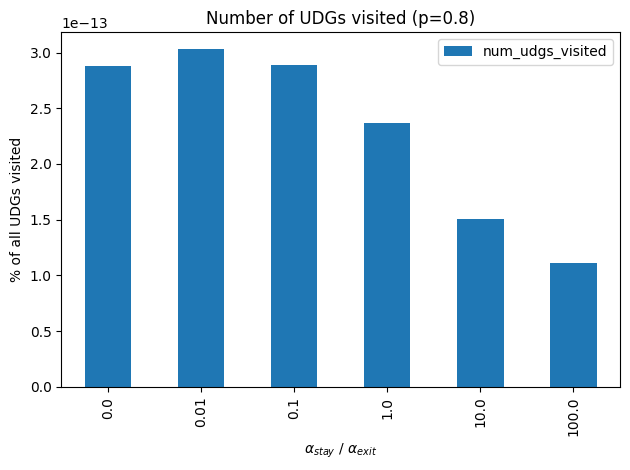 Number of UDGs visited (p=0.8)
1e−13
num_udgs_visited
% of all UDGs visited
3.0
2.5
2.0
1.5
1.0
0.5
0.0
0.0
0.01
0.1
1.0
10.0
100.0
α_stay / α_exit